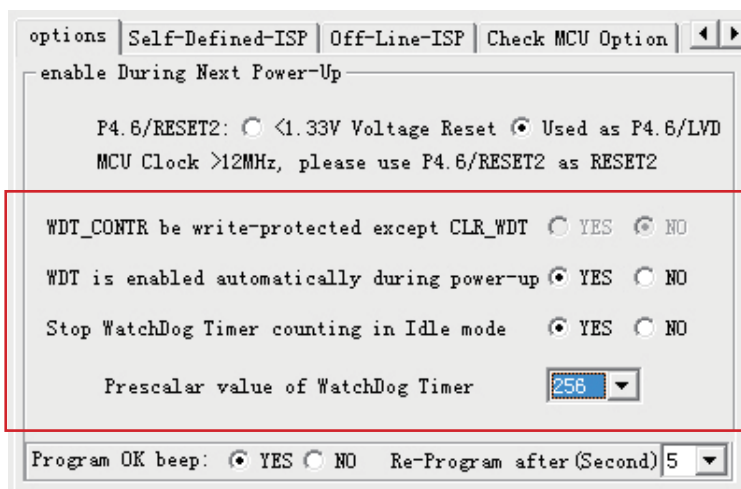 options Self-Defined-ISP Off-Line-ISP Check MCU Option
enable During Next Power-Up
P4.6/RESET2: <1.33V Voltage Reset Used as P4.6/LVD
MCU Clock >12MHz, please use P4.6/RESET2 as RESET2
WDT_CONTR be write-protected except CLR_WDT YES NO
WDT is enabled automatically during power-up YES NO
Stop WatchDog Timer counting in Idle mode YES NO
Prescalar value of WatchDog Timer 256
Program OK beep: YES NO Re-Program after(Second) 5